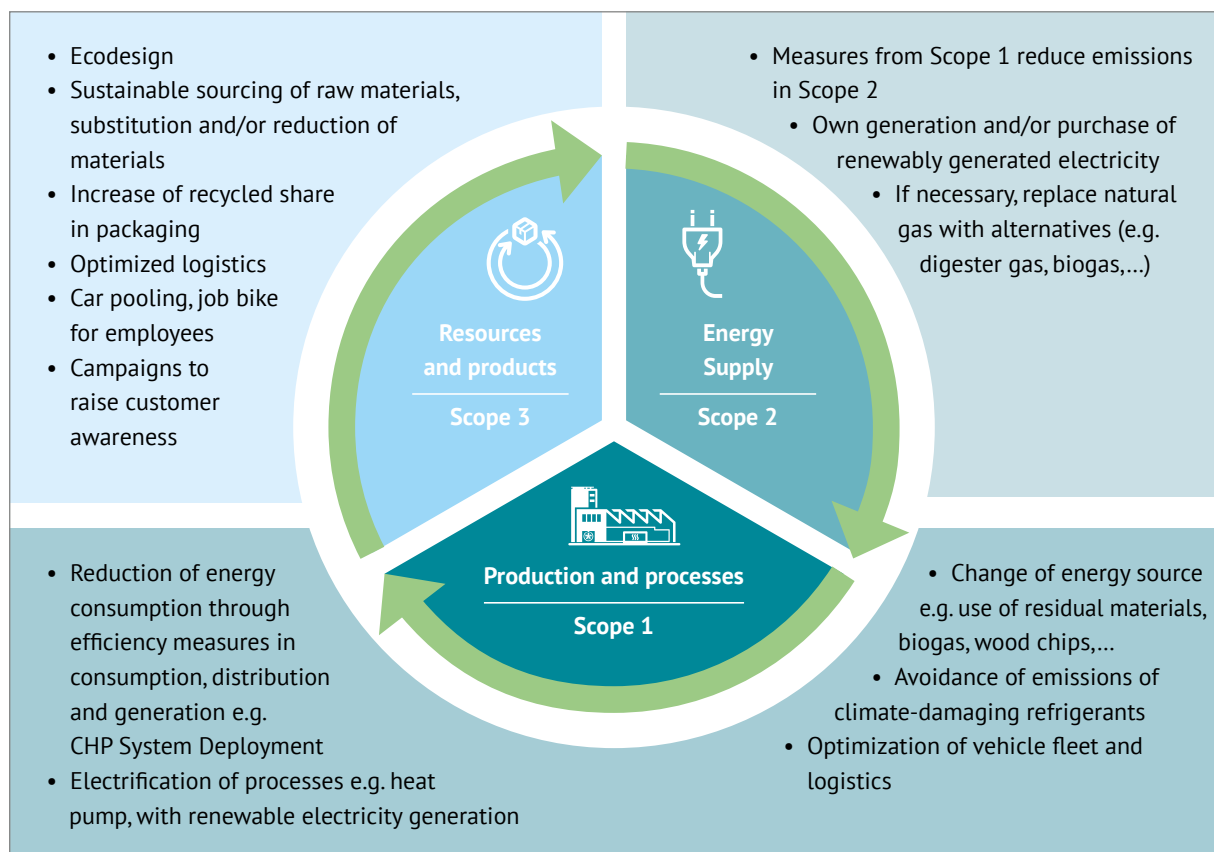 • Ecodesign
• Sustainable sourcing of raw materials,
substitution and/or reduction of
materials
• Increase of recycled share
in packaging
• Optimized logistics
• Car pooling, job bike
for employees
• Campaigns to
raise customer
awareness
• Measures from Scope 1 reduce emissions
in Scope 2
• Own generation and/or purchase of
renewably generated electricity
• If necessary, replace natural
gas with alternatives (e.g.
digester gas, biogas,...)
Resources
and products
Scope 3
Energy
Supply
Scope 2
Production and processes
Scope 1
• Reduction of energy
consumption through
efficiency measures in
consumption, distribution
and generation e.g.
CHP System Deployment
• Electrification of processes e.g. heat
pump, with renewable electricity generation
• Change of energy source
e.g. use of residual materials,
biogas, wood chips,...
• Avoidance of emissions of
climate-damaging refrigerants
• Optimization of vehicle fleet and
logistics